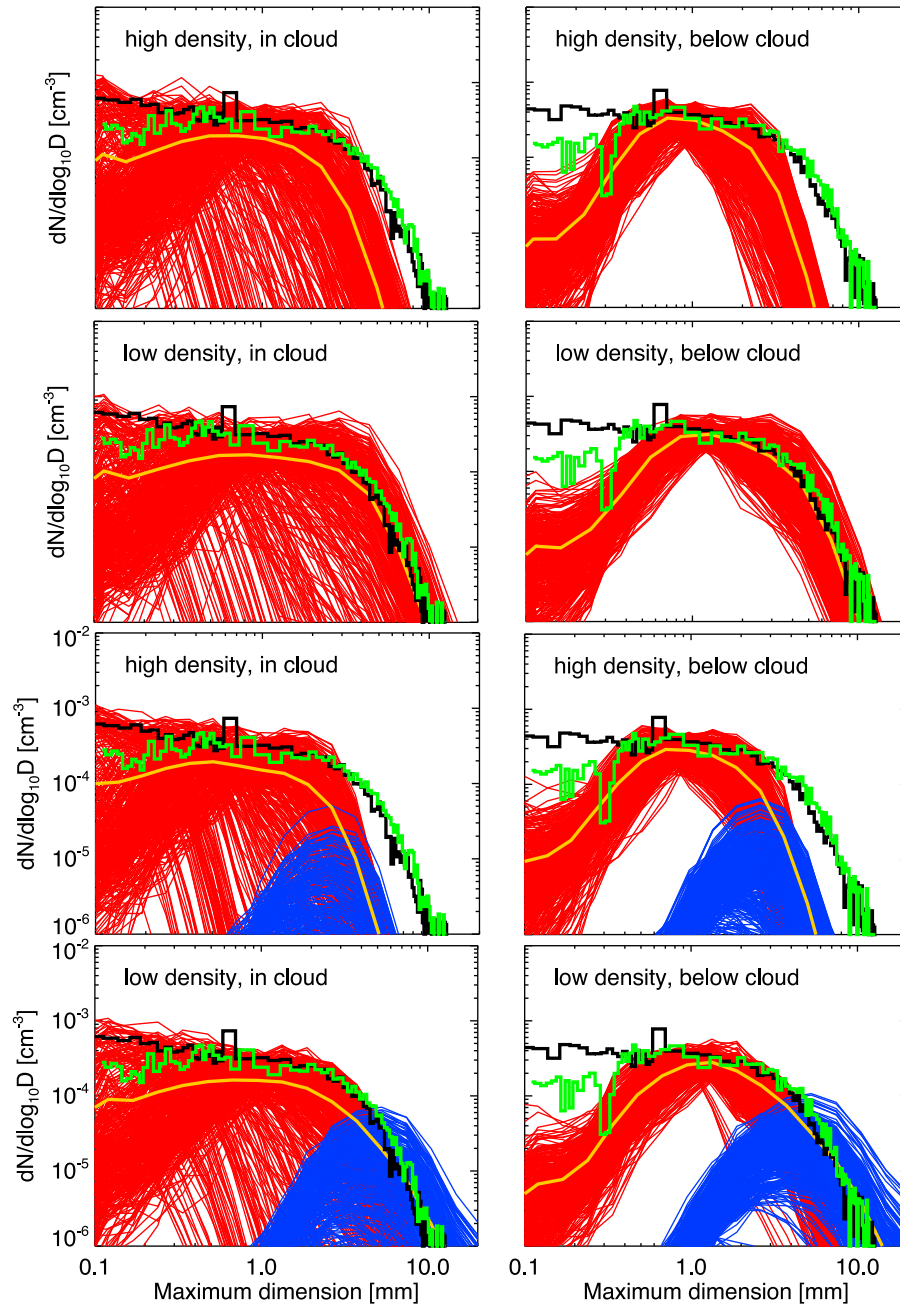 high density, in cloud
high density, below cloud
dN/dlog₁₀D [cm⁻³]
low density, in cloud
low density, below cloud
dN/dlog₁₀D [cm⁻³]
10⁻²
high density, in cloud
high density, below cloud
10⁻³
dN/dlog₁₀D [cm⁻³]
10⁻⁴
10⁻⁵
10⁻⁶
10⁻²
low density, in cloud
low density, below cloud
10⁻³
dN/dlog₁₀D [cm⁻³]
10⁻⁴
10⁻⁵
10⁻⁶
0.1 1.0 10.0 0.1 1.0 10.0
Maximum dimension [mm] Maximum dimension [mm]